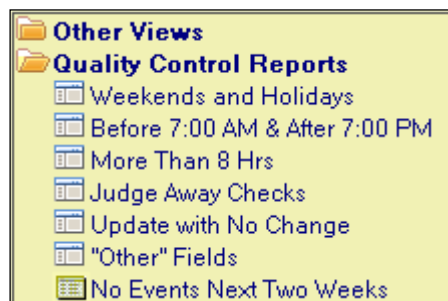 Other Views
Quality Control Reports
Weekends and Holidays
Before 7:00 AM & After 7:00 PM
More Than 8 Hrs
Judge Away Checks
Update with No Change
"Other" Fields
No Events Next Two Weeks